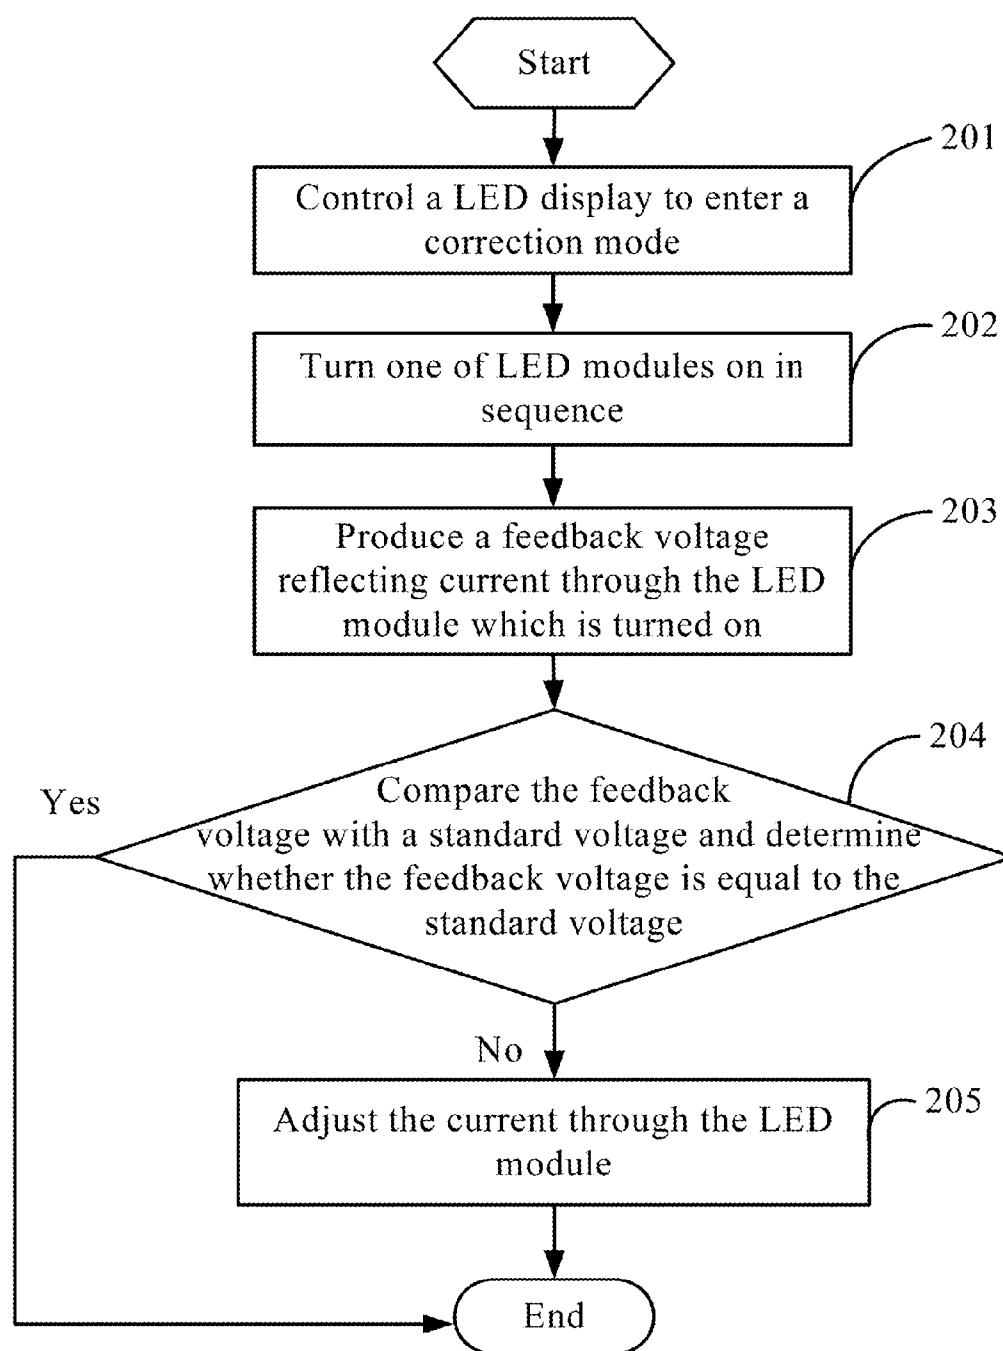 Start
201
Control a LED display to enter a
correction mode
202
Turn one of LED modules on in
sequence
203
Produce a feedback voltage
reflecting current through the LED
module which is turned on
204
Yes
Compare the feedback
voltage with a standard voltage and determine
whether the feedback voltage is equal to the
standard voltage
No
205
Adjust the current through the LED
module
End